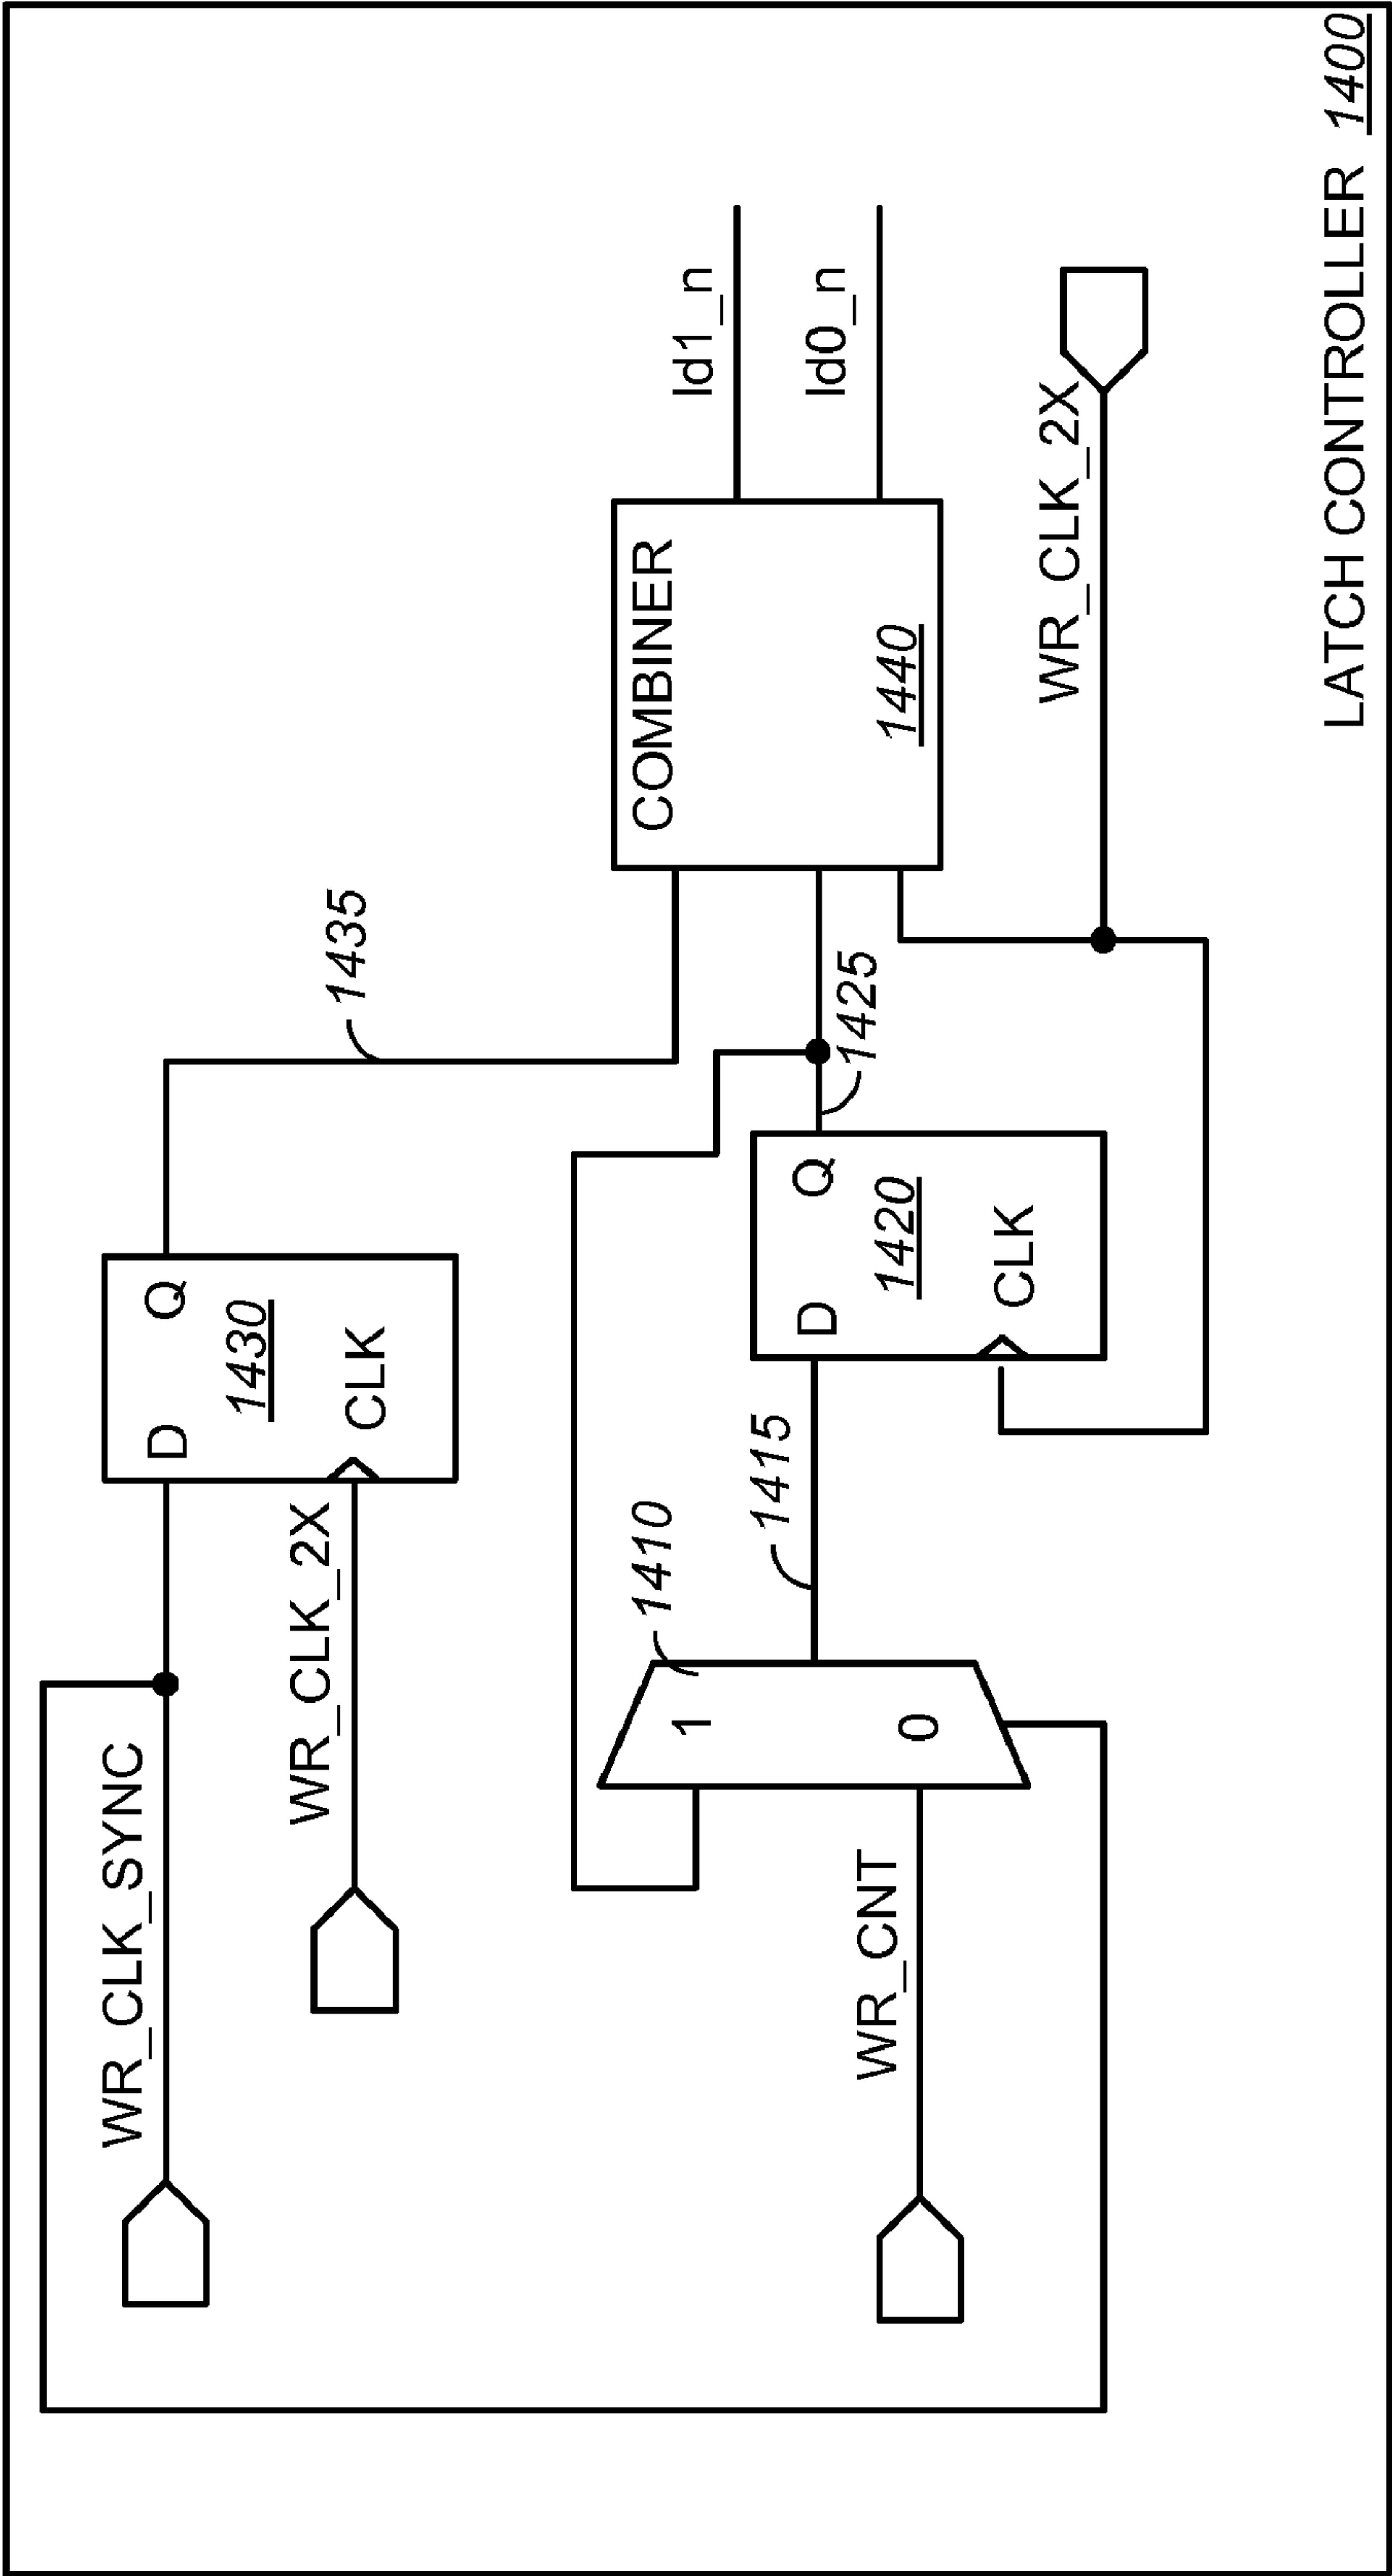 WR_CLK_SYNC
WR_CLK_2X
D
Q
1430
CLK
1435
1410
1
0
WR_CNT
1415
D
Q
1420
CLK
1425
COMBINER
1440
ld1_n
ld0_n
WR_CLK_2X
LATCH CONTROLLER 1400